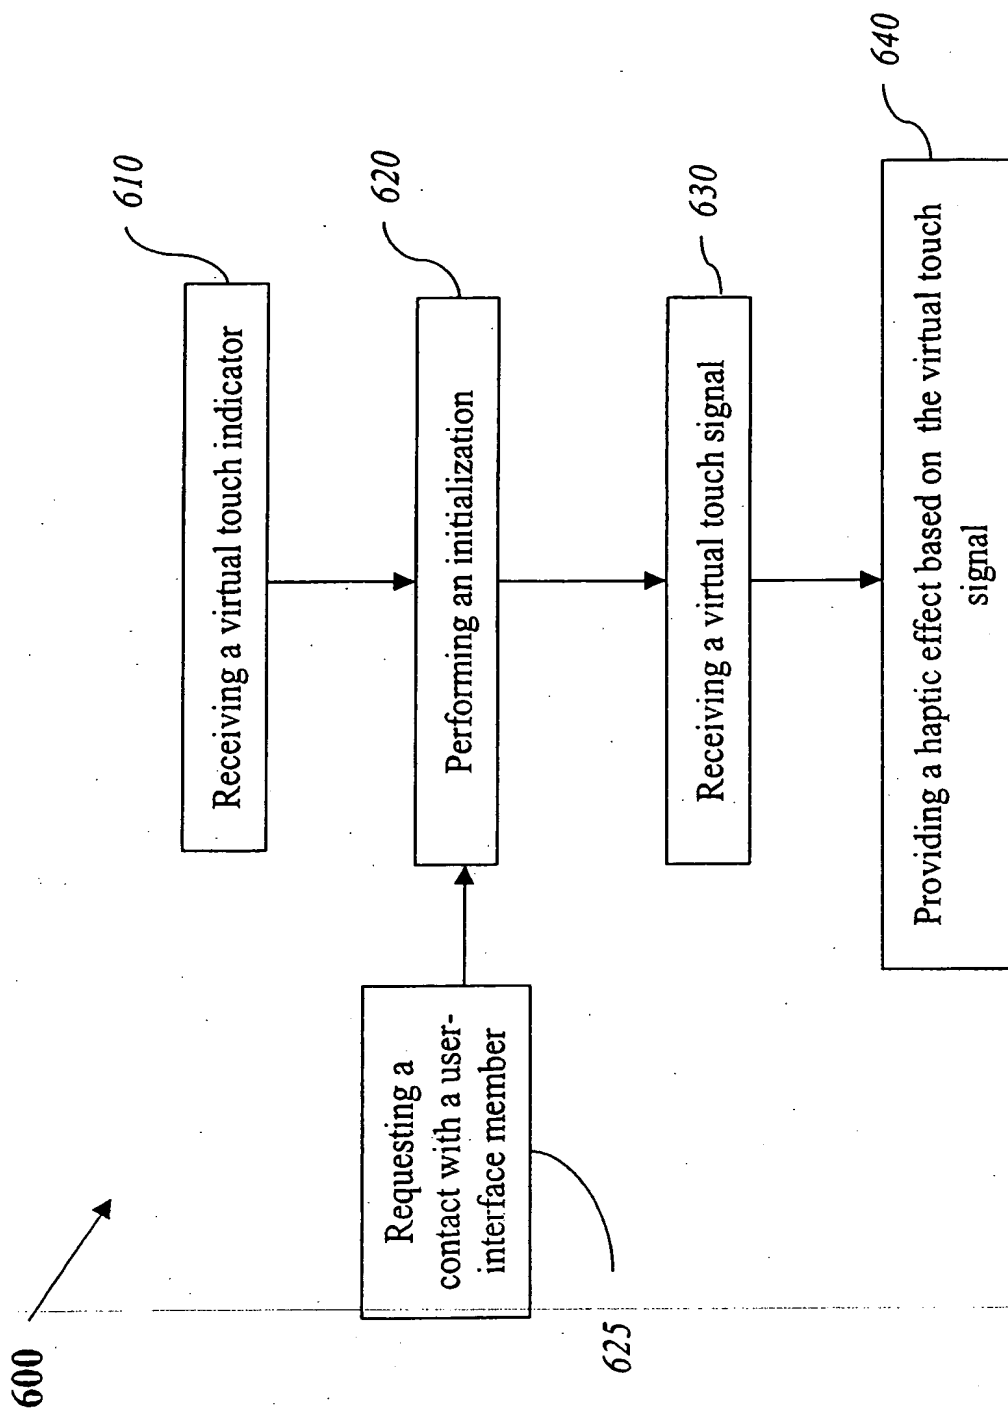 600
610
Receiving a virtual touch indicator
620
Performing an initialization
Requesting a
contact with a user-
interface member
625
630
Receiving a virtual touch signal
640
Providing a haptic effect based on the virtual touch
signal